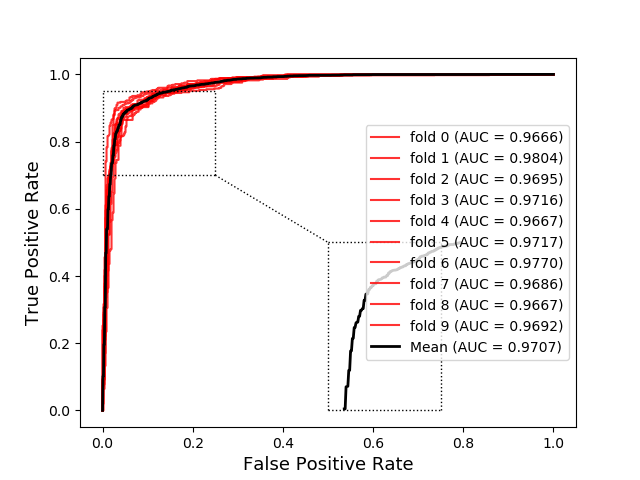 1.0
0.8
0.6
0.4
0.2
0.0
True Positive Rate
fold 0 (AUC = 0.9666)
fold 1 (AUC = 0.9804)
fold 2 (AUC = 0.9695)
fold 3 (AUC = 0.9716)
fold 4 (AUC = 0.9667)
fold 5 (AUC = 0.9717)
fold 6 (AUC = 0.9770)
fold 7 (AUC = 0.9686)
fold 8 (AUC = 0.9667)
fold 9 (AUC = 0.9692)
Mean (AUC = 0.9707)
0.0 0.2 0.4 0.6 0.8 1.0
False Positive Rate